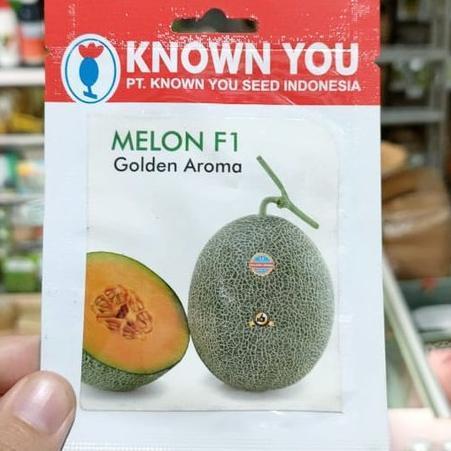 KNOWN YOU
PT. KNOWN YOU SEED INDONESIA
MELON F1
Golden Aroma